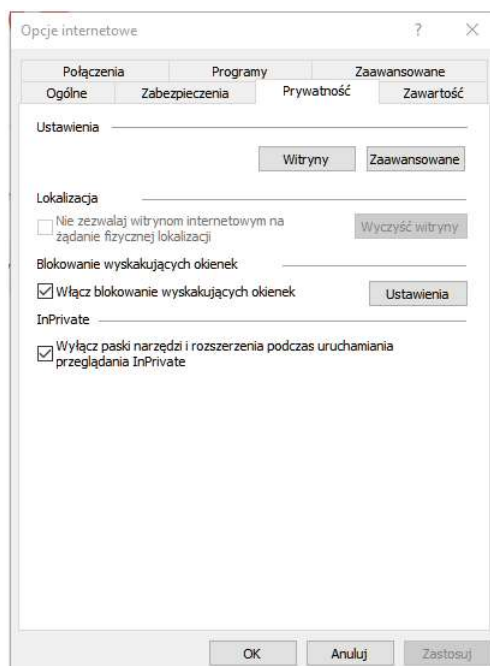 Opcje internetowe ?
Połączenia Programy Zaawansowane
Ogólne Zabezpieczenia Prywatność Zawartość
Ustawienia
Witryny Zaawansowane
Lokalizacja
Nie zezwalaj witrynom internetowym na
żądanie fizycznej lokalizacji
Wyczyść witryny
Blokowanie wyskakujących okienek
Włącz blokowanie wyskakujących okienek Ustawienia
InPrivate
Wyłącz paski narzędzi i rozszerzenia podczas uruchamiania
przeglądania InPrivate
OK Anuluj Zastosuj